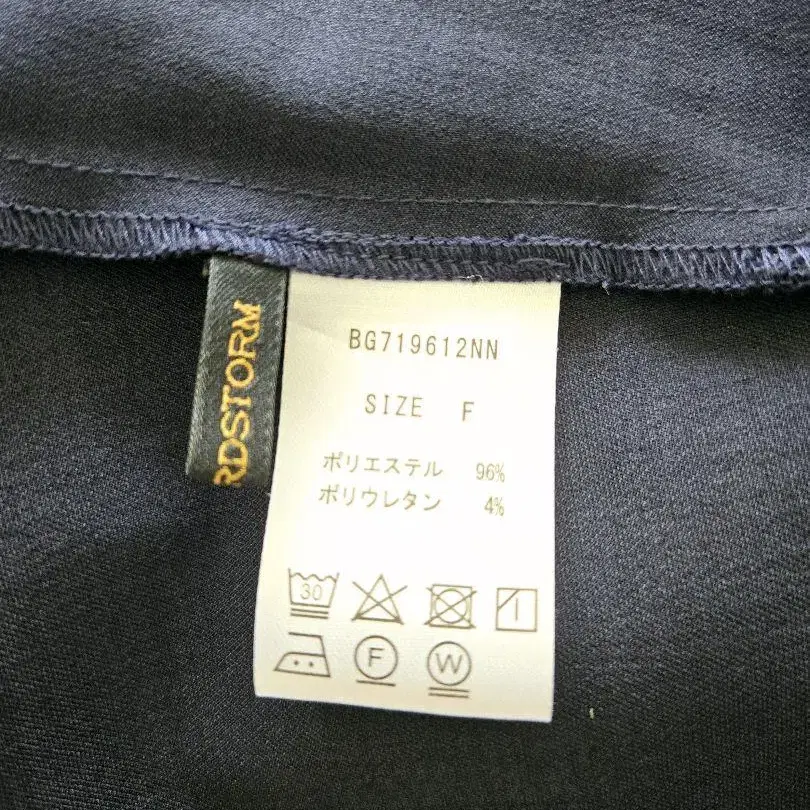 RDSTORM
BG719612NN
SIZE F
ポリエステル 96%
ポリウレタン 4%
30
F W